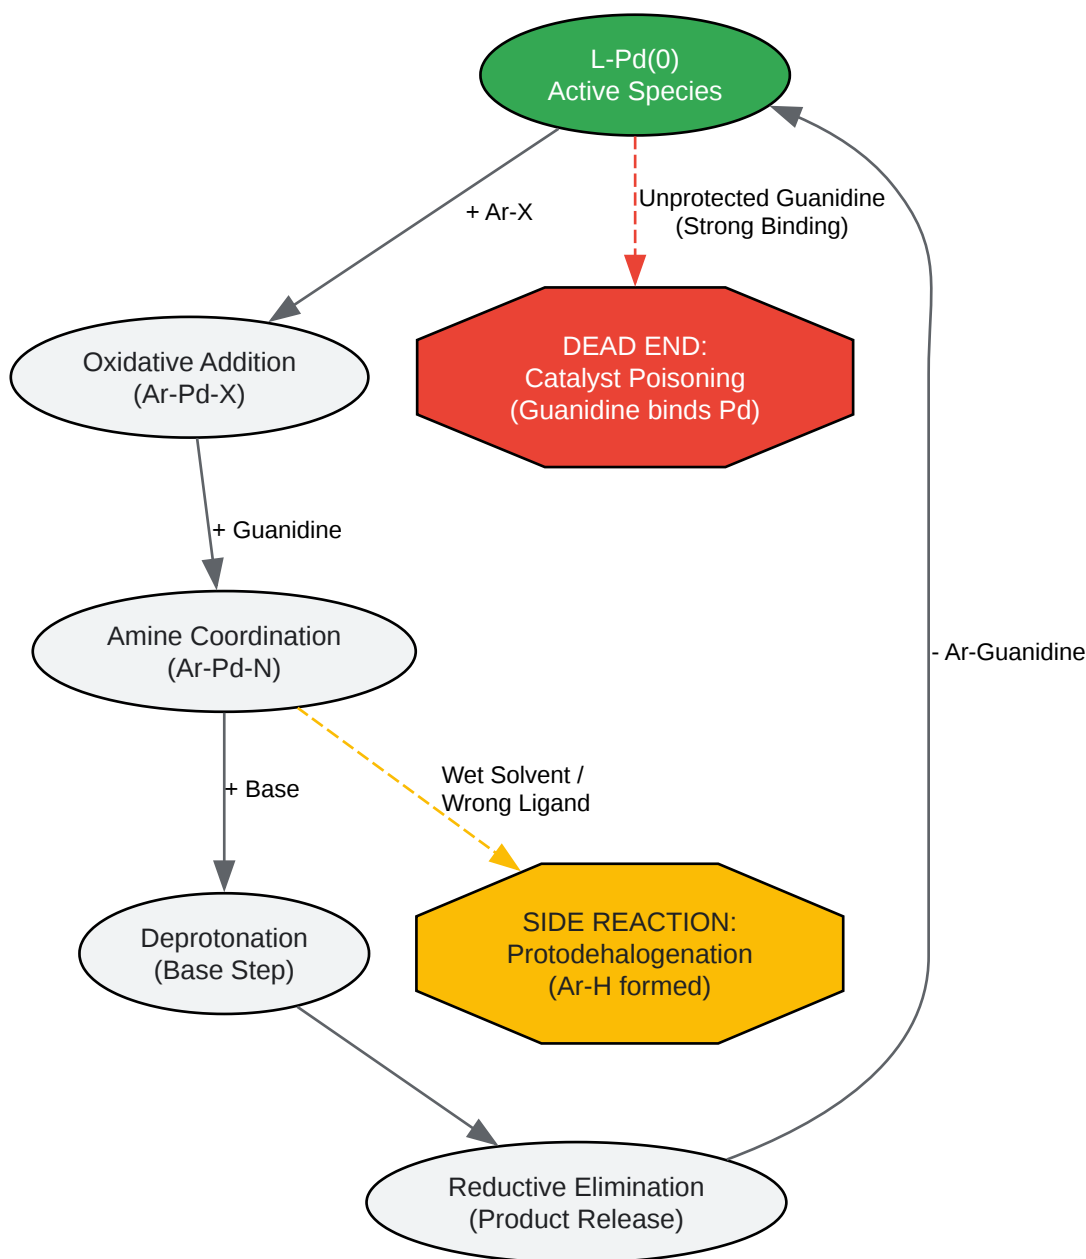 L-Pd(0)
Active Species
+ Ar-X
Unprotected Guanidine
(Strong Binding)
Oxidative Addition
(Ar-Pd-X)
DEAD END:
Catalyst Poisoning
(Guanidine binds Pd)
+ Guanidine
Amine Coordination
(Ar-Pd-N)
- Ar-Guanidine
+ Base
Wet Solvent /
Wrong Ligand
Deprotonation
(Base Step)
SIDE REACTION:
Protodehalogenation
(Ar-H formed)
Reductive Elimination
(Product Release)